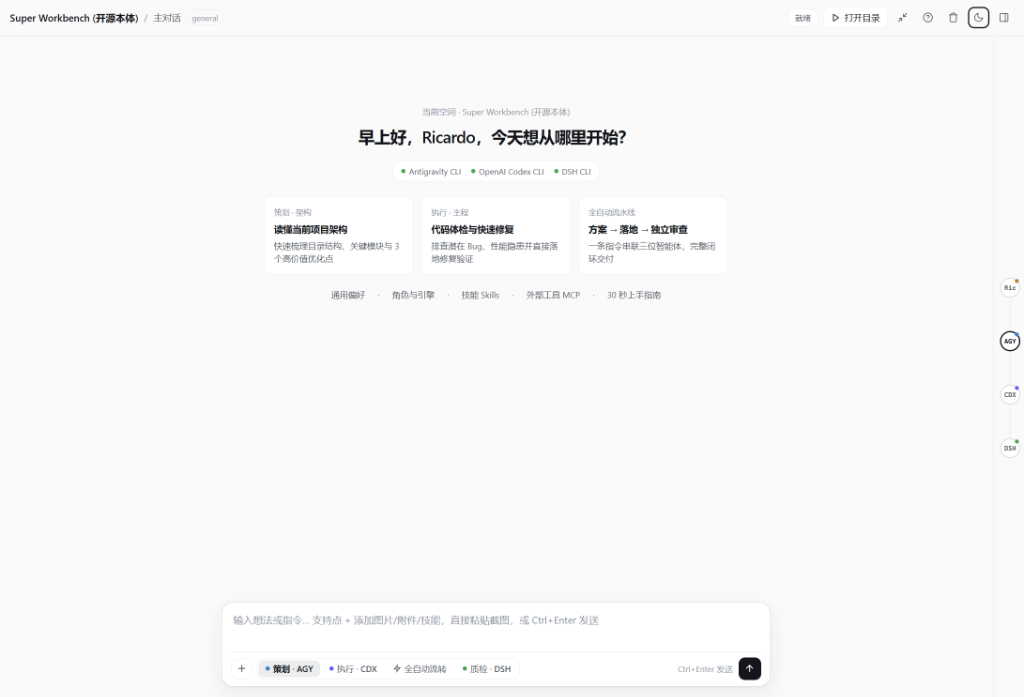 Super Workbench (开源本体) / 主对话 general
就绪 打开目录
当前空间 · Super Workbench (开源本体)
早上好，Ricardo，今天想从哪里开始？
Antigravity CLI OpenAI Codex CLI DSH CLI
策划 · 架构
读懂当前项目架构
快速梳理目录结构、关键模块与 3
个高价值优化点
执行 · 主程
代码体检与快速修复
排查潜在 Bug、性能隐患并直接落
地修复验证
全自动流水线
方案 → 落地 → 独立审查
一条指令串联三位智能体，完整闭
环交付
通用偏好 · 角色与引擎 · 技能 Skills · 外部工具 MCP · 30 秒上手指南
Ric
AGY
CDX
DSH
输入想法或指令... 支持点 + 添加图片/附件/技能，直接粘贴截图，或 Ctrl+Enter 发送
策划 · AGY 执行 · CDX 全自动流转 质检 · DSH Ctrl+Enter 发送